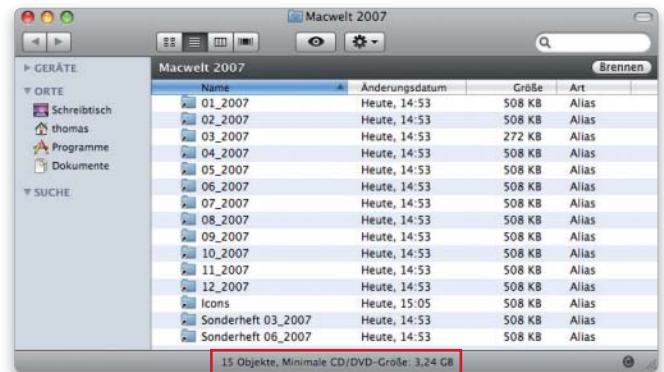 Macwelt 2007
GERÄTE
ORTE
Schreibtisch
thomas
Programme
Dokumente
SUCHE
Macwelt 2007 Brennen
Name Änderungsdatum Größe Art
01_2007 Heute, 14:53 508 KB Alias
02_2007 Heute, 14:53 508 KB Alias
03_2007 Heute, 14:53 272 KB Alias
04_2007 Heute, 14:53 508 KB Alias
05_2007 Heute, 14:53 508 KB Alias
06_2007 Heute, 14:53 508 KB Alias
07_2007 Heute, 14:53 508 KB Alias
08_2007 Heute, 14:53 508 KB Alias
09_2007 Heute, 14:53 508 KB Alias
10_2007 Heute, 14:53 508 KB Alias
11_2007 Heute, 14:53 508 KB Alias
12_2007 Heute, 14:53 508 KB Alias
Icons Heute, 15:05 508 KB Alias
Sonderheft 03_2007 Heute, 14:53 508 KB Alias
Sonderheft 06_2007 Heute, 14:53 508 KB Alias
15 Objekte, Minimale CD/DVD-Größe: 3,24 GB